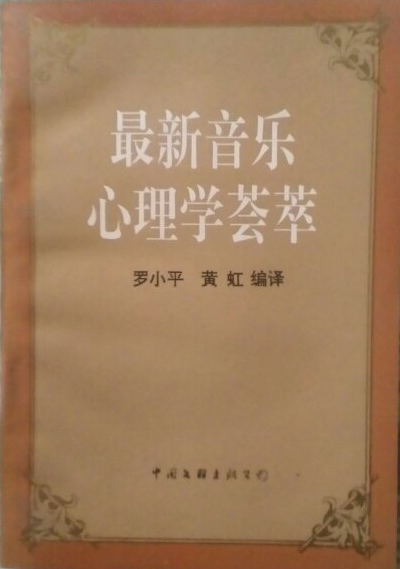 最新音乐
心理学荟萃
罗小平 黄虹 编译
中国文联出版公司